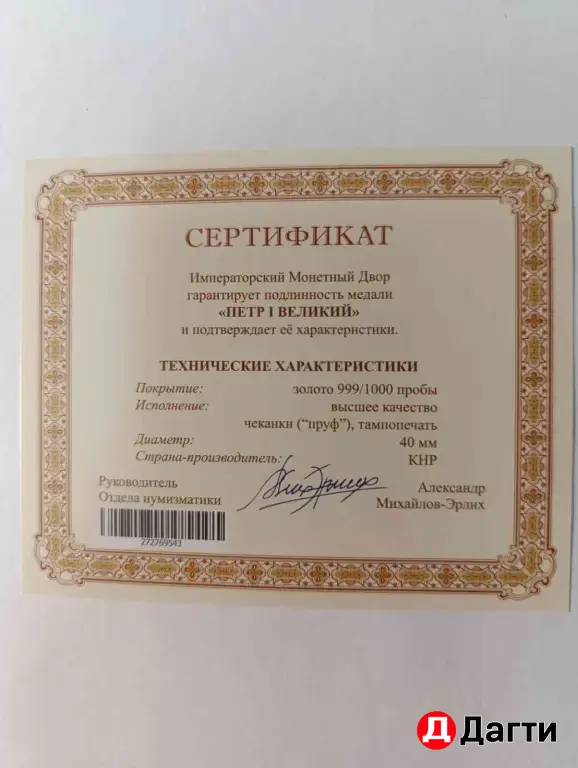 СЕРТИФИКАТ
Императорский Монетный Двор
гарантирует подлинность медали
«ПЕТР I ВЕЛИКИЙ»
и подтверждает её характеристики.
ТЕХНИЧЕСКИЕ ХАРАКТЕРИСТИКИ
Покрытие: золото 999/1000 пробы
Исполнение: высшее качество
чеканки (“пруф”), тампопечать
Диаметр: 40 мм
Страна-производитель: КНР
Руководитель Александр
Отдела нумизматики Михайлов-Эрлих
272769543
Д Дагти